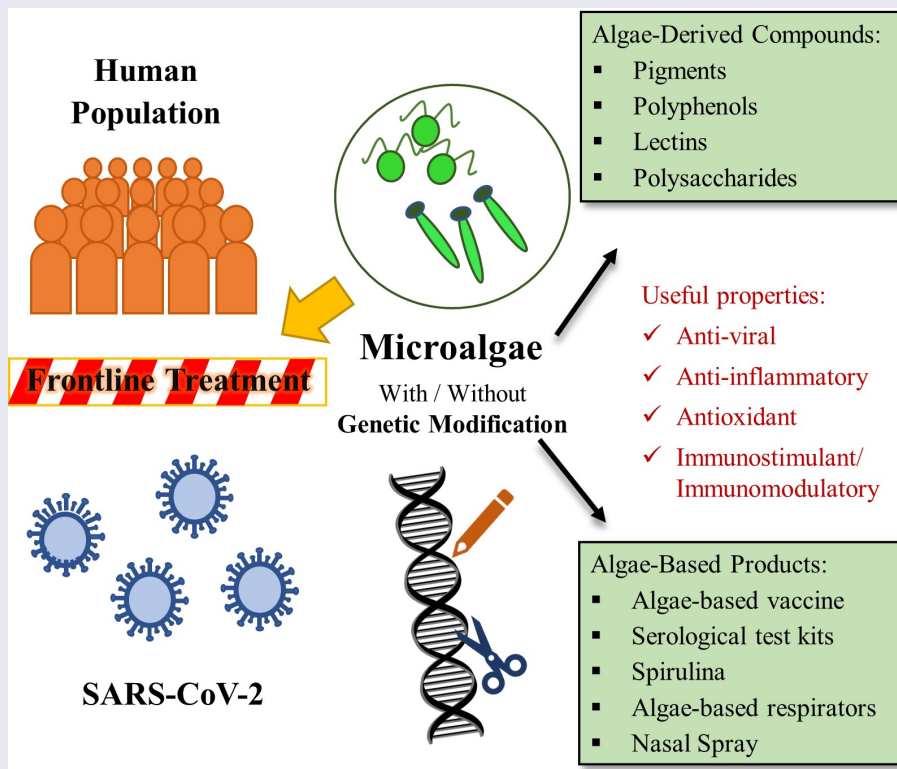 Human
Population
Frontline Treatment
SARS-CoV-2
Microalgae
With / Without
Genetic Modification
Algae-Derived Compounds:
▪ Pigments
▪ Polyphenols
▪ Lectins
▪ Polysaccharides
Useful properties:
✓ Anti-viral
✓ Anti-inflammatory
✓ Antioxidant
✓ Immunostimulant/
Immunomodulatory
Algae-Based Products:
▪ Algae-based vaccine
▪ Serological test kits
▪ Spirulina
▪ Algae-based respirators
▪ Nasal Spray